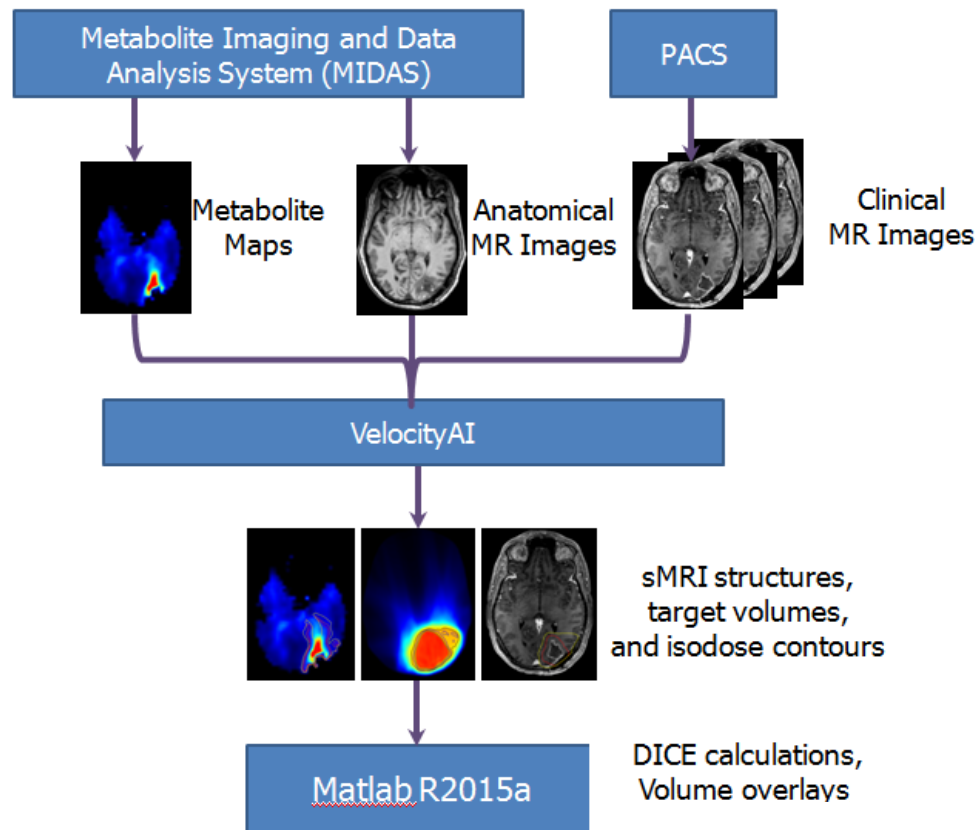 Metabolite Imaging and Data
Analysis System (MIDAS)
PACS
Metabolite
Maps
Anatomical
MR Images
Clinical
MR Images
VelocityAI
sMRI structures,
target volumes,
and isodose contours
Matlab R2015a
DICE calculations,
Volume overlays